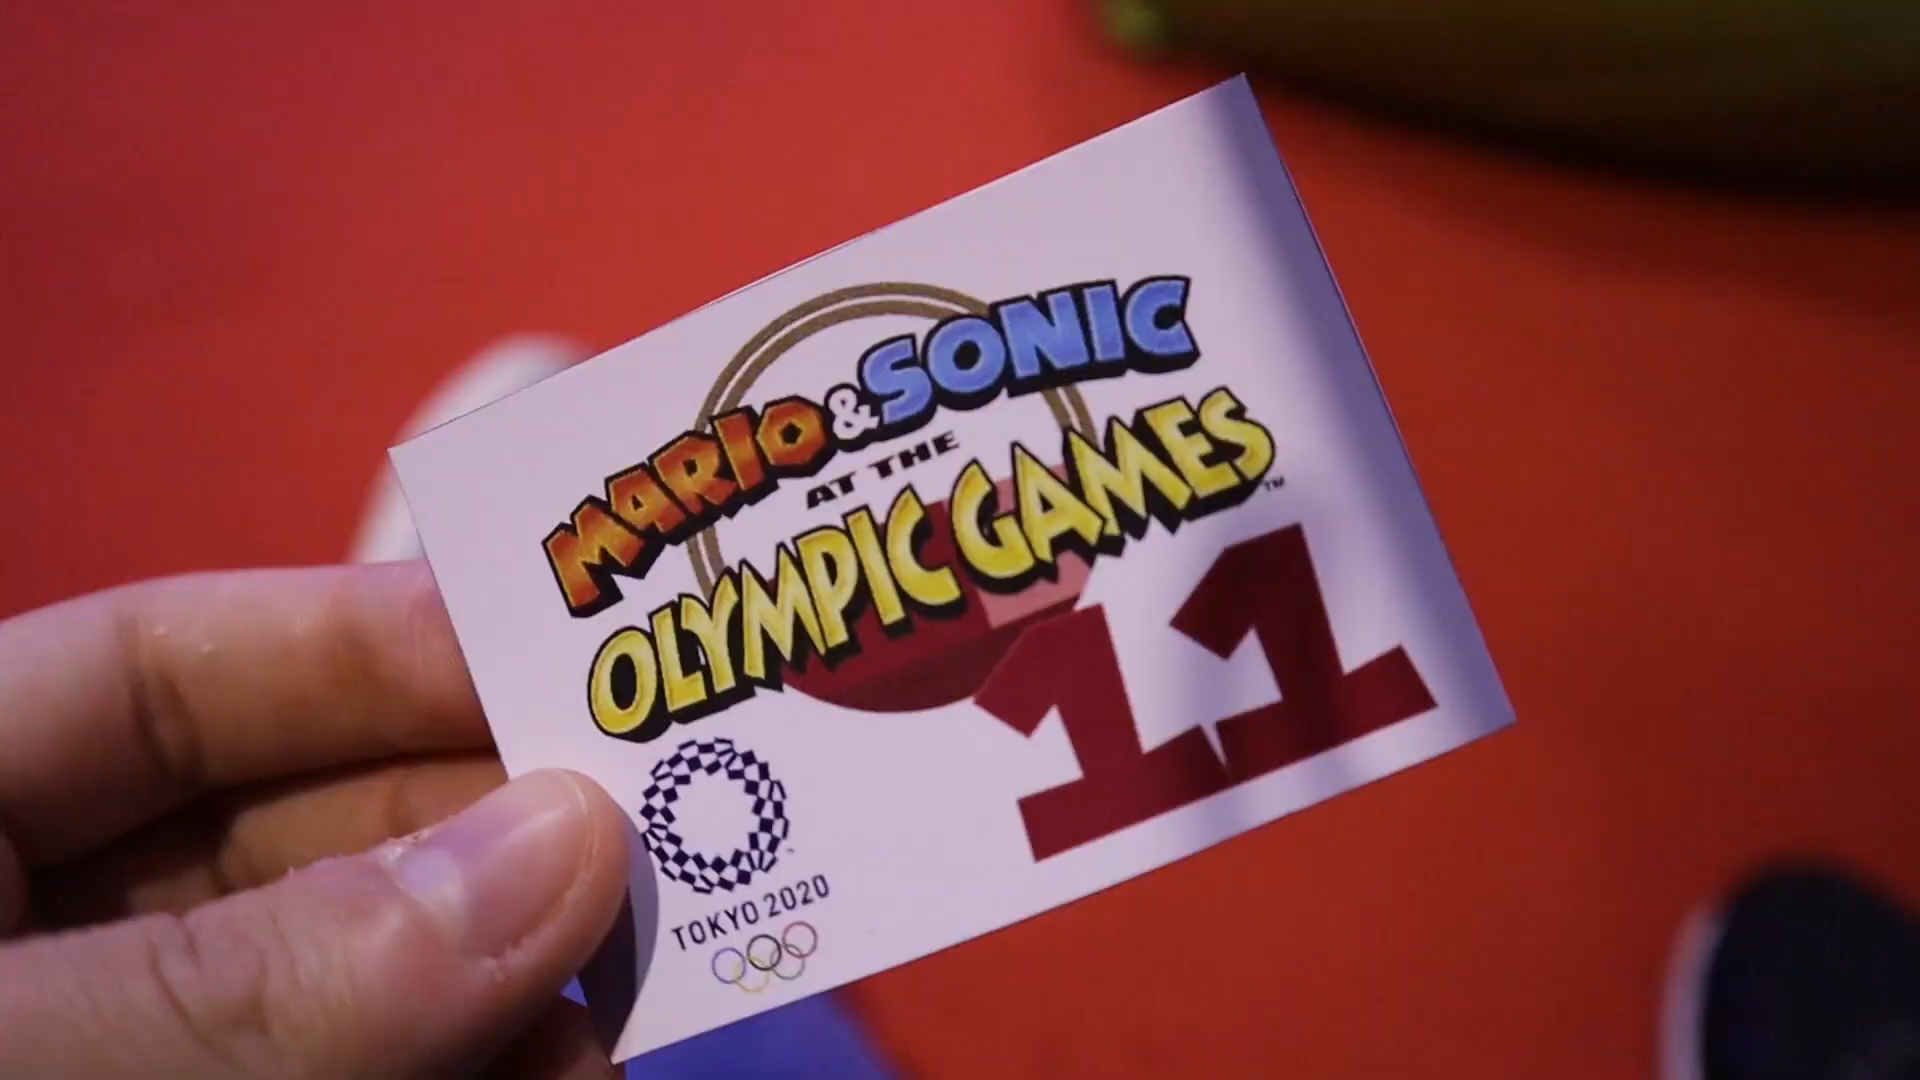 MARIO & SONIC
AT THE
OLYMPIC GAMES™
11
TOKYO 2020